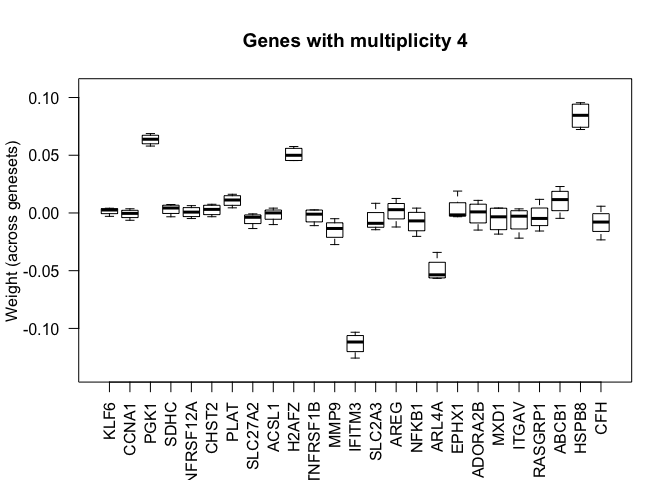 Genes with multiplicity 4
Weight (across genesets)
0.10
0.05
0.00
-0.05
-0.10
KLF6
CCNA1
PGK1
SDHC
NFRSF12A
CHST2
PLAT
SLC27A2
ACSL1
H2AFZ
TNFRSF1B
MMP9
IFITM3
SLC2A3
AREG
NFKB1
ARL4A
EPHX1
ADORA2B
MXD1
ITGAV
RASGRP1
ABCB1
HSPB8
CFH